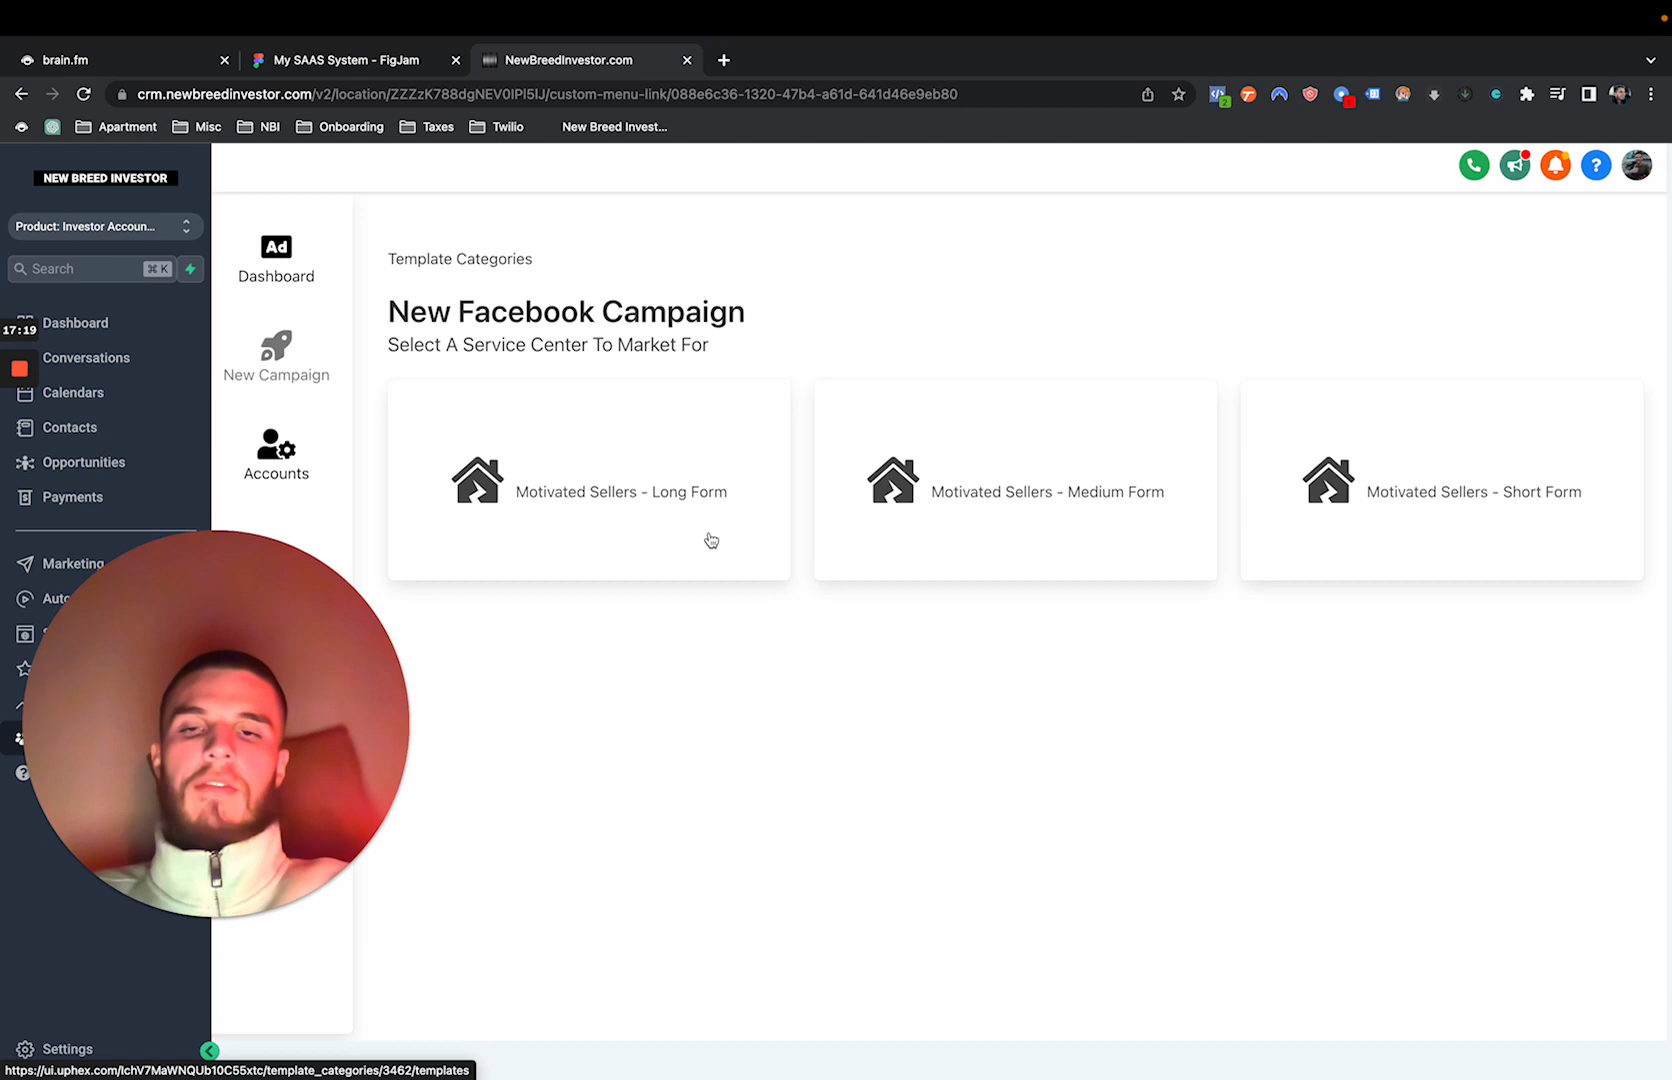 brain.fm
My SAAS System - FigJam
NewBreedInvestor.com
crm.newbreedinvestor.com/v2/location/ZZZzK788dgNEV0lPl5lJ/custom-menu-link/088e6c36-1320-47b4-a61d-641d46e9eb80
2
Apartment
Misc
NBI
Onboarding
Taxes
Twilio
New Breed Invest...
NEW BREED INVESTOR
Product: Investor Accoun...
Search
⌘ K
17:19
Dashboard
Conversations
Calendars
Contacts
Opportunities
Payments
Marketing
Auto
Settings
Ad
Dashboard
New Campaign
Accounts
Template Categories
New Facebook Campaign
Select A Service Center To Market For
Motivated Sellers - Long Form
Motivated Sellers - Medium Form
Motivated Sellers - Short Form
https://ui.uphex.com/lchV7MaWNQUb10C55xtc/template_categories/3462/templates